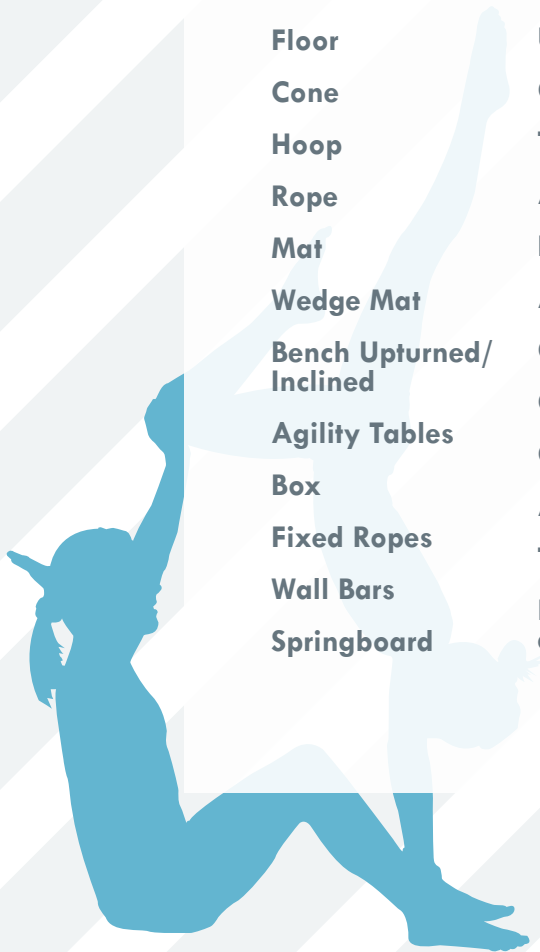 Floor
Cone
Hoop
Rope
Mat
Wedge Mat
Bench Upturned/
Inclined
Agility Tables
Box
Fixed Ropes
Wall Bars
Springboard